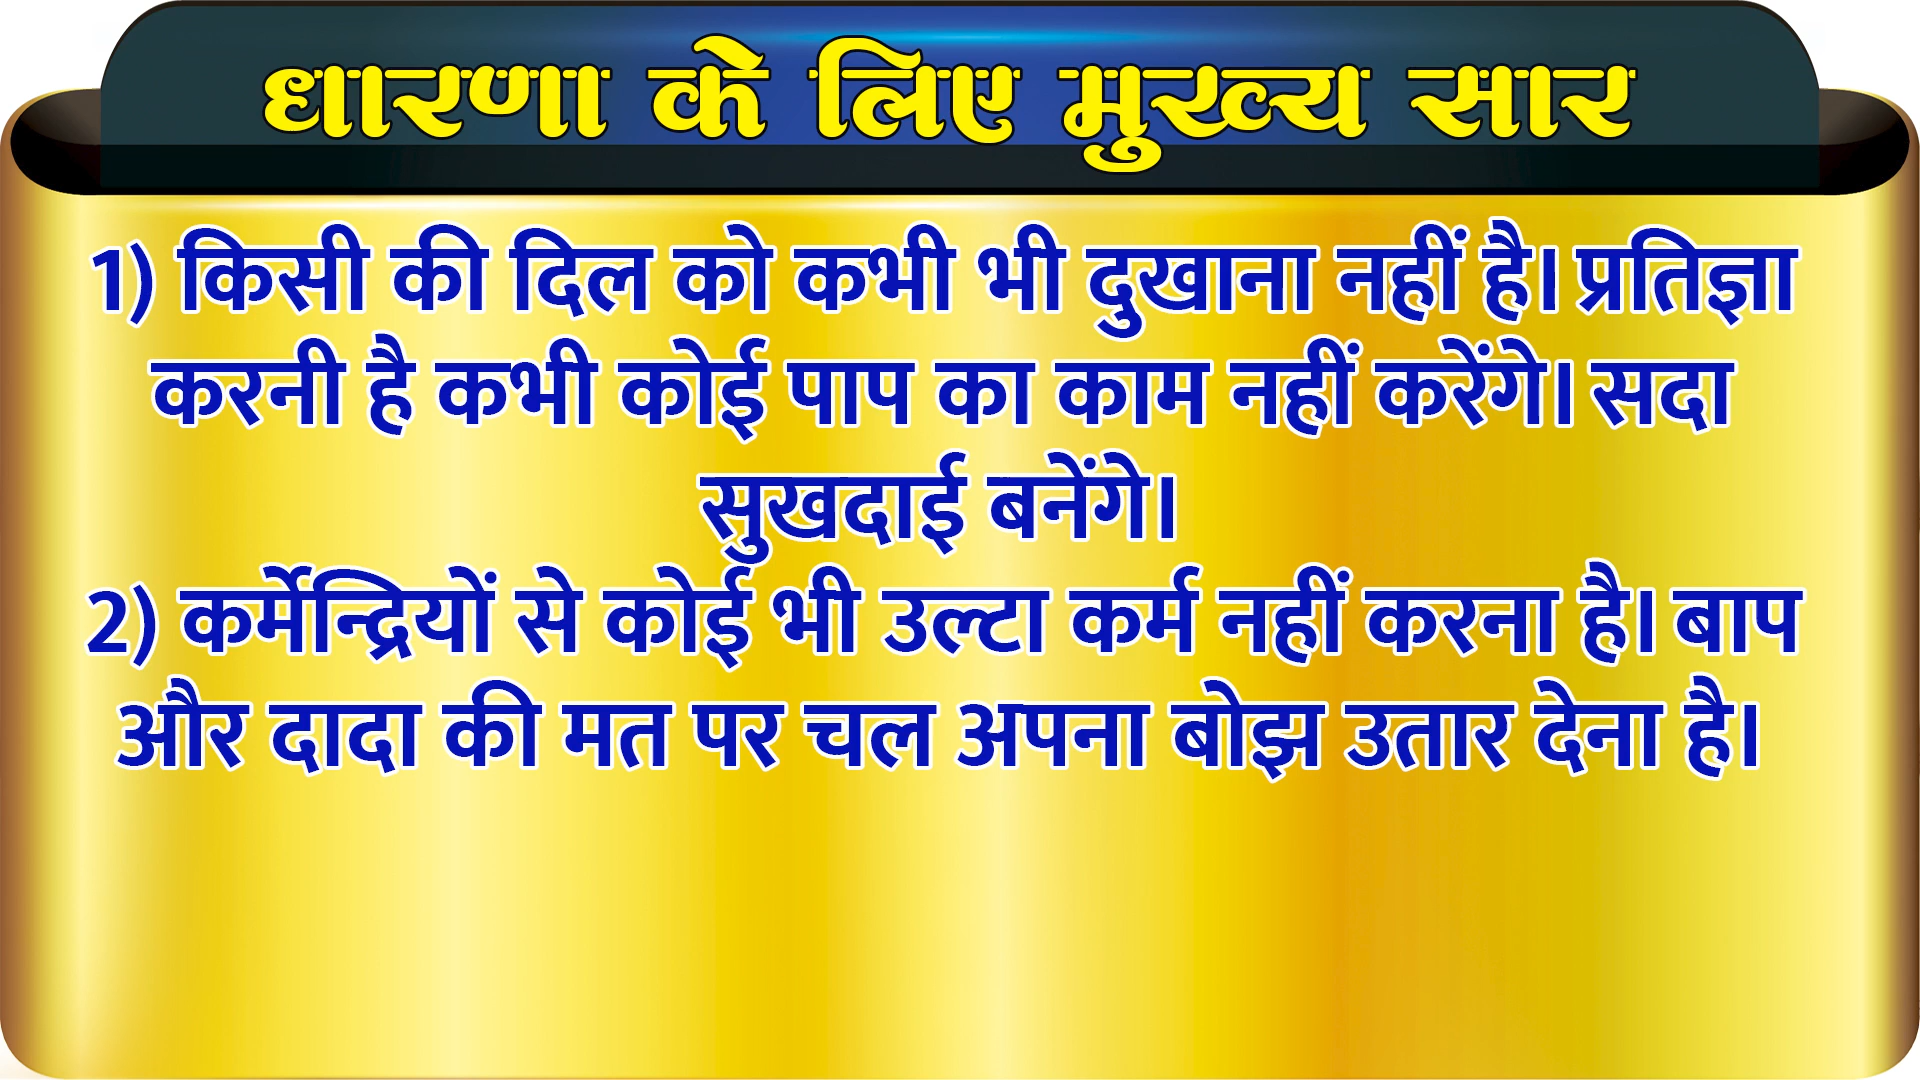 धारणा के लिए मुख्य सार
1) किसी की दिल को कभी भी दुखाना नहीं है। प्रतिज्ञा
करनी है कभी कोई पाप का काम नहीं करेंगे। सदा
सुखदाई बनेंगे।
2) कर्मेन्द्रियों से कोई भी उल्टा कर्म नहीं करना है। बाप
और दादा की मत पर चल अपना बोझ उतार देना है।